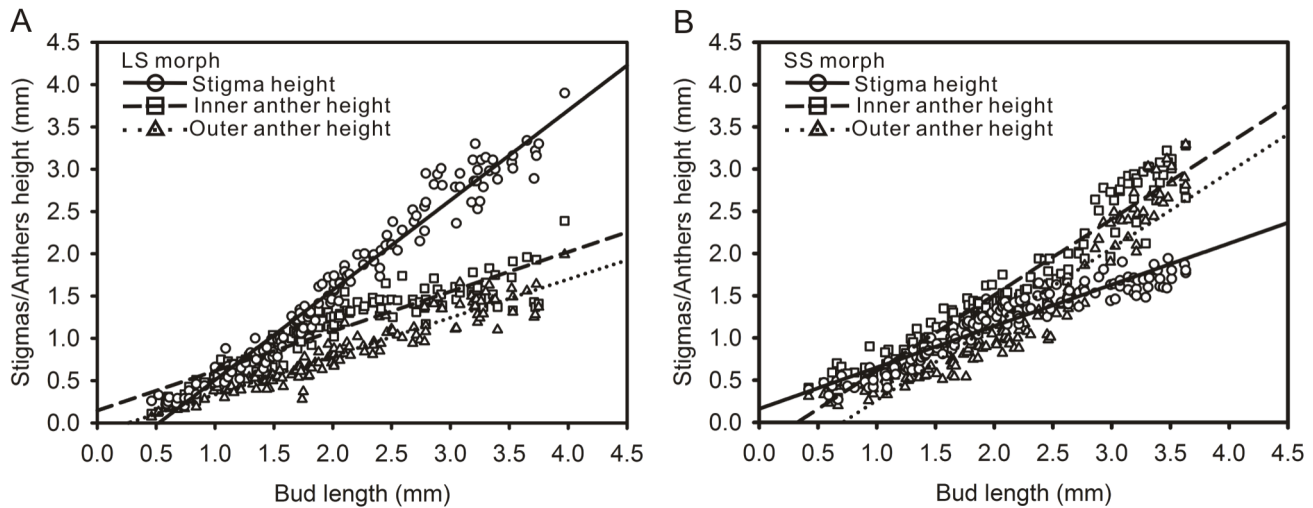 A
Stigmas/Anthers height (mm)
4.5
4.0
3.5
3.0
2.5
2.0
1.5
1.0
0.5
0.0
LS morph
Stigma height
Inner anther height
Outer anther height
0.0 0.5 1.0 1.5 2.0 2.5 3.0 3.5 4.0 4.5
Bud length (mm)
B
Stigmas/Anthers height (mm)
4.5
4.0
3.5
3.0
2.5
2.0
1.5
1.0
0.5
0.0
SS morph
Stigma height
Inner anther height
Outer anther height
0.0 0.5 1.0 1.5 2.0 2.5 3.0 3.5 4.0 4.5
Bud length (mm)